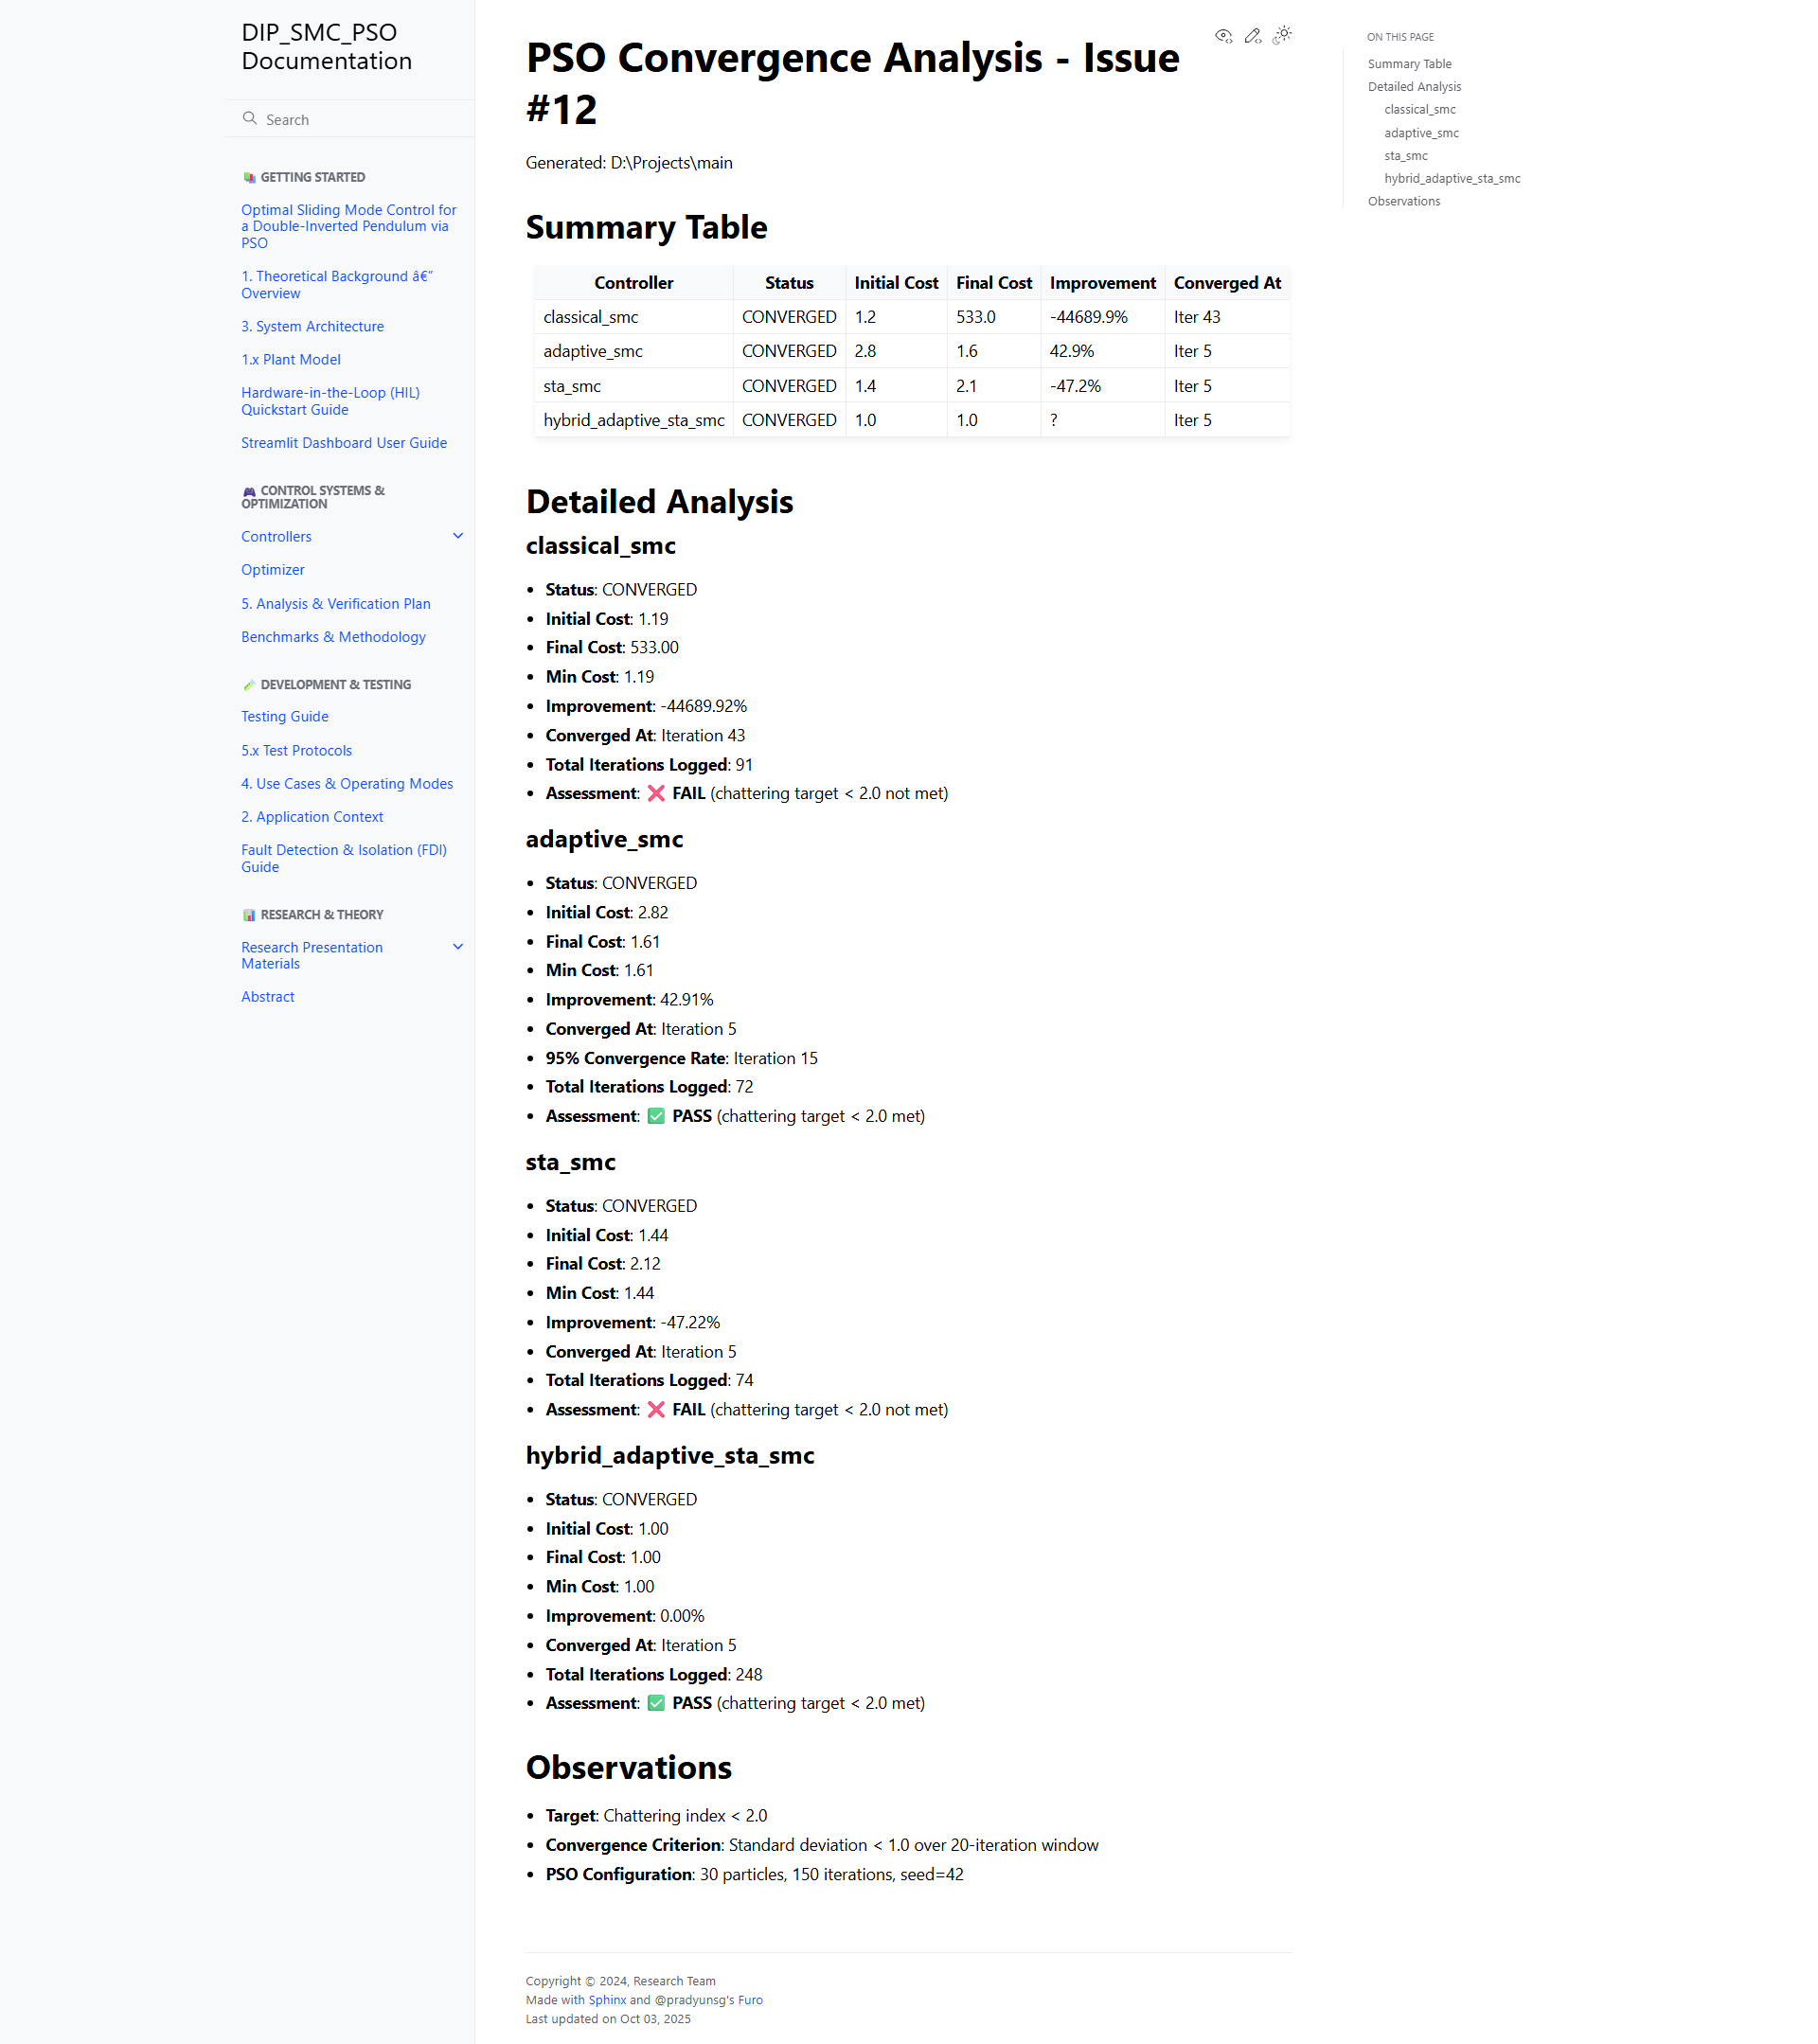 DIP_SMC_PSO
Documentation
Search
GETTING STARTED
Optimal Sliding Mode Control for
a Double-Inverted Pendulum via
PSO
1. Theoretical Background â€”
Overview
3. System Architecture
1.x Plant Model
Hardware-in-the-Loop (HIL)
Quickstart Guide
Streamlit Dashboard User Guide
CONTROL SYSTEMS &
OPTIMIZATION
Controllers
Optimizer
5. Analysis & Verification Plan
Benchmarks & Methodology
DEVELOPMENT & TESTING
Testing Guide
5.x Test Protocols
4. Use Cases & Operating Modes
2. Application Context
Fault Detection & Isolation (FDI)
Guide
RESEARCH & THEORY
Research Presentation
Materials
Abstract
PSO Convergence Analysis - Issue
#12
Generated: D:\Projects\main
Summary Table
Controller Status Initial Cost Final Cost Improvement Converged At
classical_smc CONVERGED 1.2 533.0 -44689.9% Iter 43
adaptive_smc CONVERGED 2.8 1.6 42.9% Iter 5
sta_smc CONVERGED 1.4 2.1 -47.2% Iter 5
hybrid_adaptive_sta_smc CONVERGED 1.0 1.0 ? Iter 5
Detailed Analysis
classical_smc
• Status: CONVERGED
• Initial Cost: 1.19
• Final Cost: 533.00
• Min Cost: 1.19
• Improvement: -44689.92%
• Converged At: Iteration 43
• Total Iterations Logged: 91
• Assessment: ❌ FAIL (chattering target < 2.0 not met)
adaptive_smc
• Status: CONVERGED
• Initial Cost: 2.82
• Final Cost: 1.61
• Min Cost: 1.61
• Improvement: 42.91%
• Converged At: Iteration 5
• 95% Convergence Rate: Iteration 15
• Total Iterations Logged: 72
• Assessment: ✅ PASS (chattering target < 2.0 met)
sta_smc
• Status: CONVERGED
• Initial Cost: 1.44
• Final Cost: 2.12
• Min Cost: 1.44
• Improvement: -47.22%
• Converged At: Iteration 5
• Total Iterations Logged: 74
• Assessment: ❌ FAIL (chattering target < 2.0 not met)
hybrid_adaptive_sta_smc
• Status: CONVERGED
• Initial Cost: 1.00
• Final Cost: 1.00
• Min Cost: 1.00
• Improvement: 0.00%
• Converged At: Iteration 5
• Total Iterations Logged: 248
• Assessment: ✅ PASS (chattering target < 2.0 met)
Observations
• Target: Chattering index < 2.0
• Convergence Criterion: Standard deviation < 1.0 over 20-iteration window
• PSO Configuration: 30 particles, 150 iterations, seed=42
Copyright © 2024, Research Team
Made with Sphinx and @pradyunsg's Furo
Last updated on Oct 03, 2025
ON THIS PAGE
Summary Table
Detailed Analysis
classical_smc
adaptive_smc
sta_smc
hybrid_adaptive_sta_smc
Observations